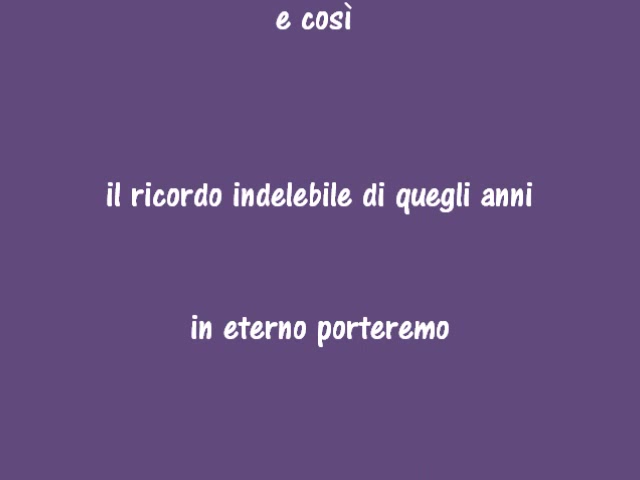 e così
il ricordo indelebile di quegli anni
in eterno porteremo